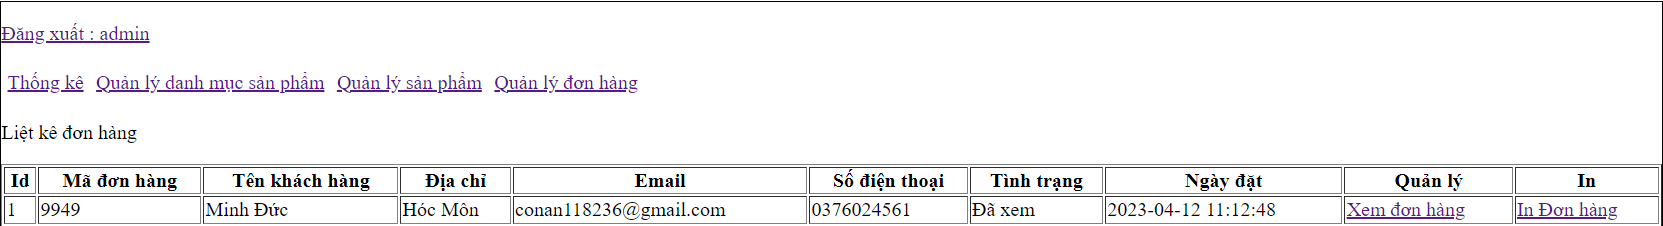 Đăng xuất : admin
Thống kê Quản lý danh mục sản phẩm Quản lý sản phẩm Quản lý đơn hàng
Liệt kê đơn hàng
Id Mã đơn hàng Tên khách hàng Địa chỉ Email Số điện thoại Tình trạng Ngày đặt Quản lý In
1 9949 Minh Đức Hóc Môn conan118236@gmail.com 0376024561 Đã xem 2023-04-12 11:12:48 Xem đơn hàng In Đơn hàng